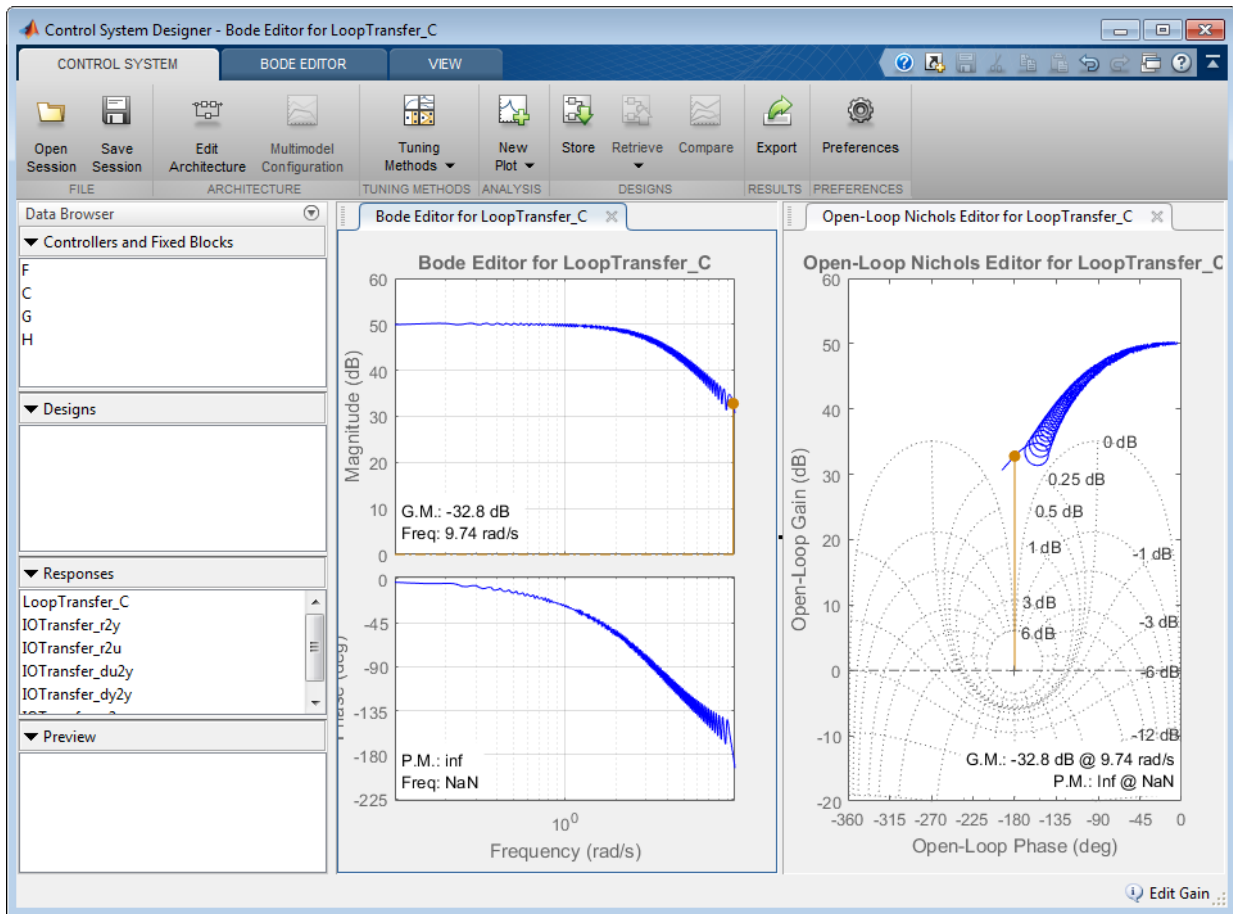 Control System Designer - Bode Editor for LoopTransfer_C
CONTROL SYSTEM
BODE EDITOR
VIEW
Open Session
Save Session
Edit Architecture
Multimodel Configuration
Tuning Methods
New Plot
Store
Retrieve
Compare
Export
Preferences
FILE
ARCHITECTURE
TUNING METHODS
ANALYSIS
DESIGNS
RESULTS
PREFERENCES
Data Browser
Controllers and Fixed Blocks
F
C
G
H
Designs
Responses
LoopTransfer_C
IOTransfer_r2y
IOTransfer_r2u
IOTransfer_du2y
IOTransfer_dy2y
Preview
Bode Editor for LoopTransfer_C
Bode Editor for LoopTransfer_C
Magnitude (dB)
60
50
40
30
20
10
0
G.M.: -32.8 dB
Freq: 9.74 rad/s
Phase (deg)
0
-45
-90
-135
-180
-225
P.M.: inf
Freq: NaN
10⁰
Frequency (rad/s)
Open-Loop Nichols Editor for LoopTransfer_C
Open-Loop Nichols Editor for LoopTransfer_C
Open-Loop Gain (dB)
60
50
40
30
20
10
0
-10
-20
0 dB
0.25 dB
0.5 dB
1 dB
-1 dB
3 dB
-3 dB
6 dB
-6 dB
-12 dB
G.M.: -32.8 dB @ 9.74 rad/s
P.M.: Inf @ NaN
-360 -315 -270 -225 -180 -135 -90 -45 0
Open-Loop Phase (deg)
Edit Gain